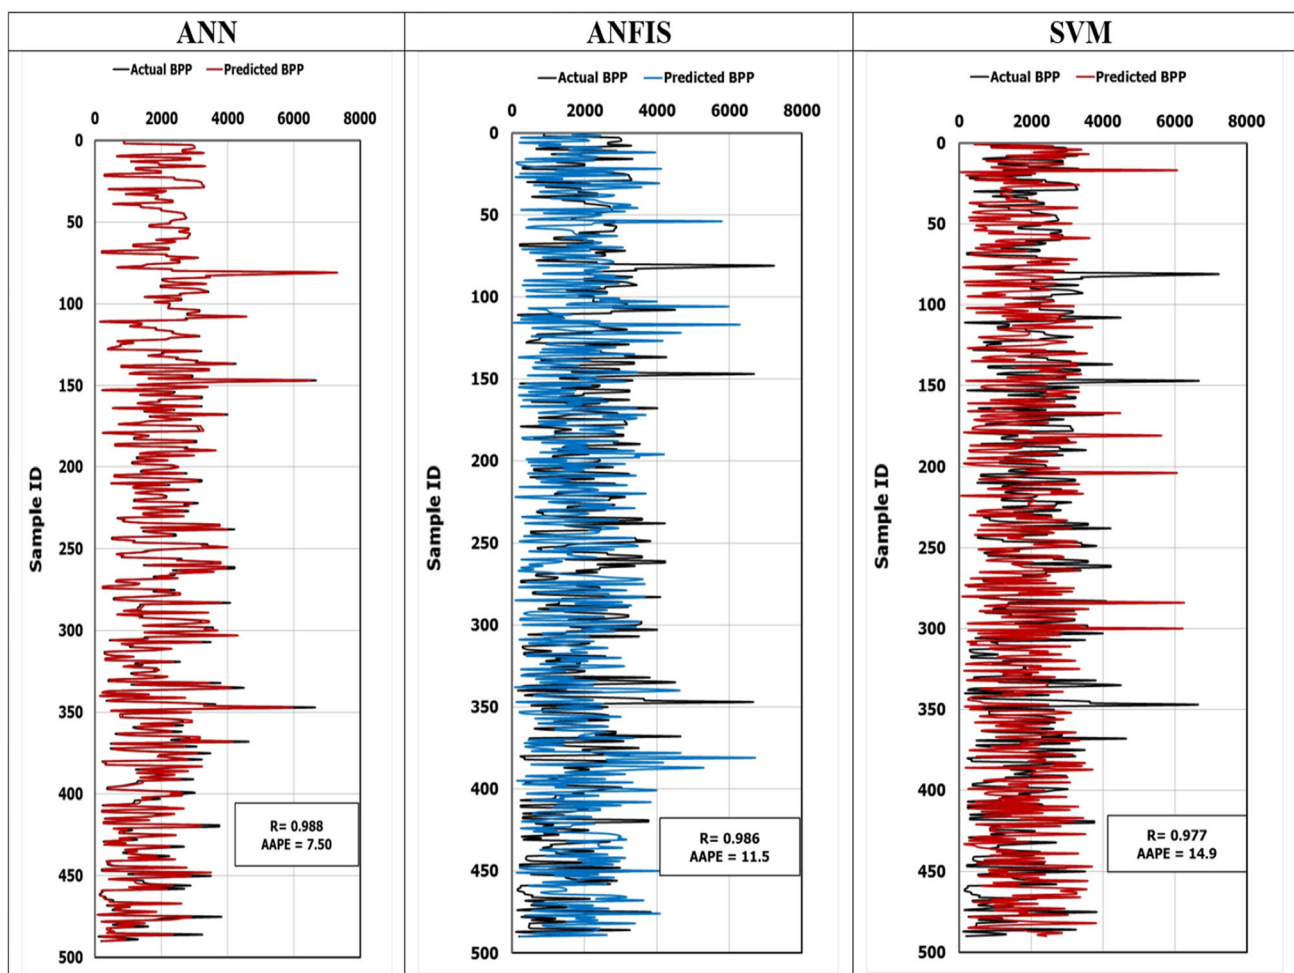 ANN
ANFIS
SVM
Actual BPP Predicted BPP
0 2000 4000 6000 8000
0
50
100
150
200
250
300
350
400
450
500
Sample ID
R= 0.988
AAPE = 7.50
Actual BPP Predicted BPP
0 2000 4000 6000 8000
0
50
100
150
200
250
300
350
400
450
500
Sample ID
R= 0.986
AAPE = 11.5
Actual BPP Predicted BPP
0 2000 4000 6000 8000
0
50
100
150
200
250
300
350
400
450
500
Sample ID
R= 0.977
AAPE = 14.9